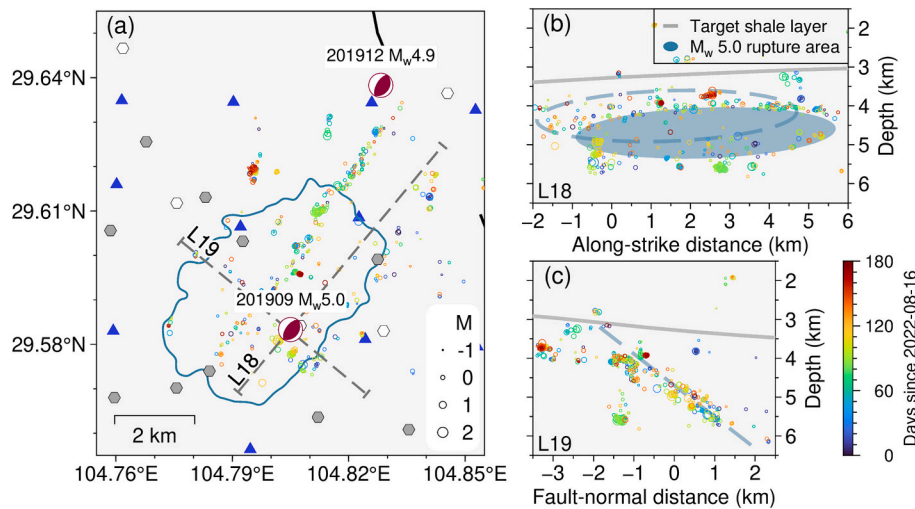 (a)
201912 Mw4.9
29.64°N
29.61°N
29.58°N
L19
201909 Mw5.0
L18
M
-1
0
1
2
2 km
104.76°E
104.79°E
104.82°E
104.85°E
(b)
Target shale layer
Mw 5.0 rupture area
L18
2
3
4
5
6
Depth (km)
−2 −1 0 1 2 3 4 5 6
Along-strike distance (km)
(c)
L19
2
3
4
5
6
Depth (km)
−3 −2 −1 0 1 2
Fault-normal distance (km)
180
120
60
0
Days since 2022-08-16